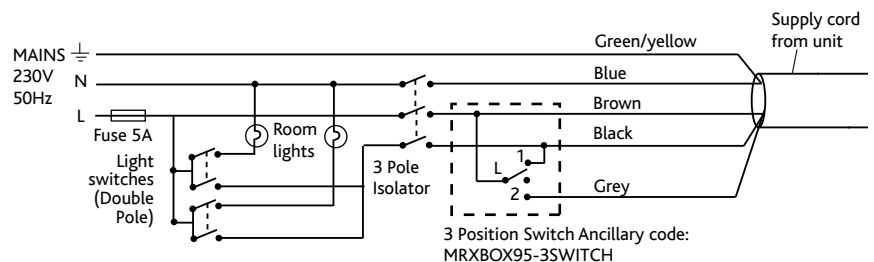 Supply cord
from unit
Green/yellow
MAINS
230V
50Hz
N
Blue
L
Brown
Fuse 5A
Room
lights
Black
Light
switches
(Double
Pole)
3 Pole
Isolator
L
1
2
Grey
3 Position Switch Ancillary code:
MRXBOX95-3SWITCH